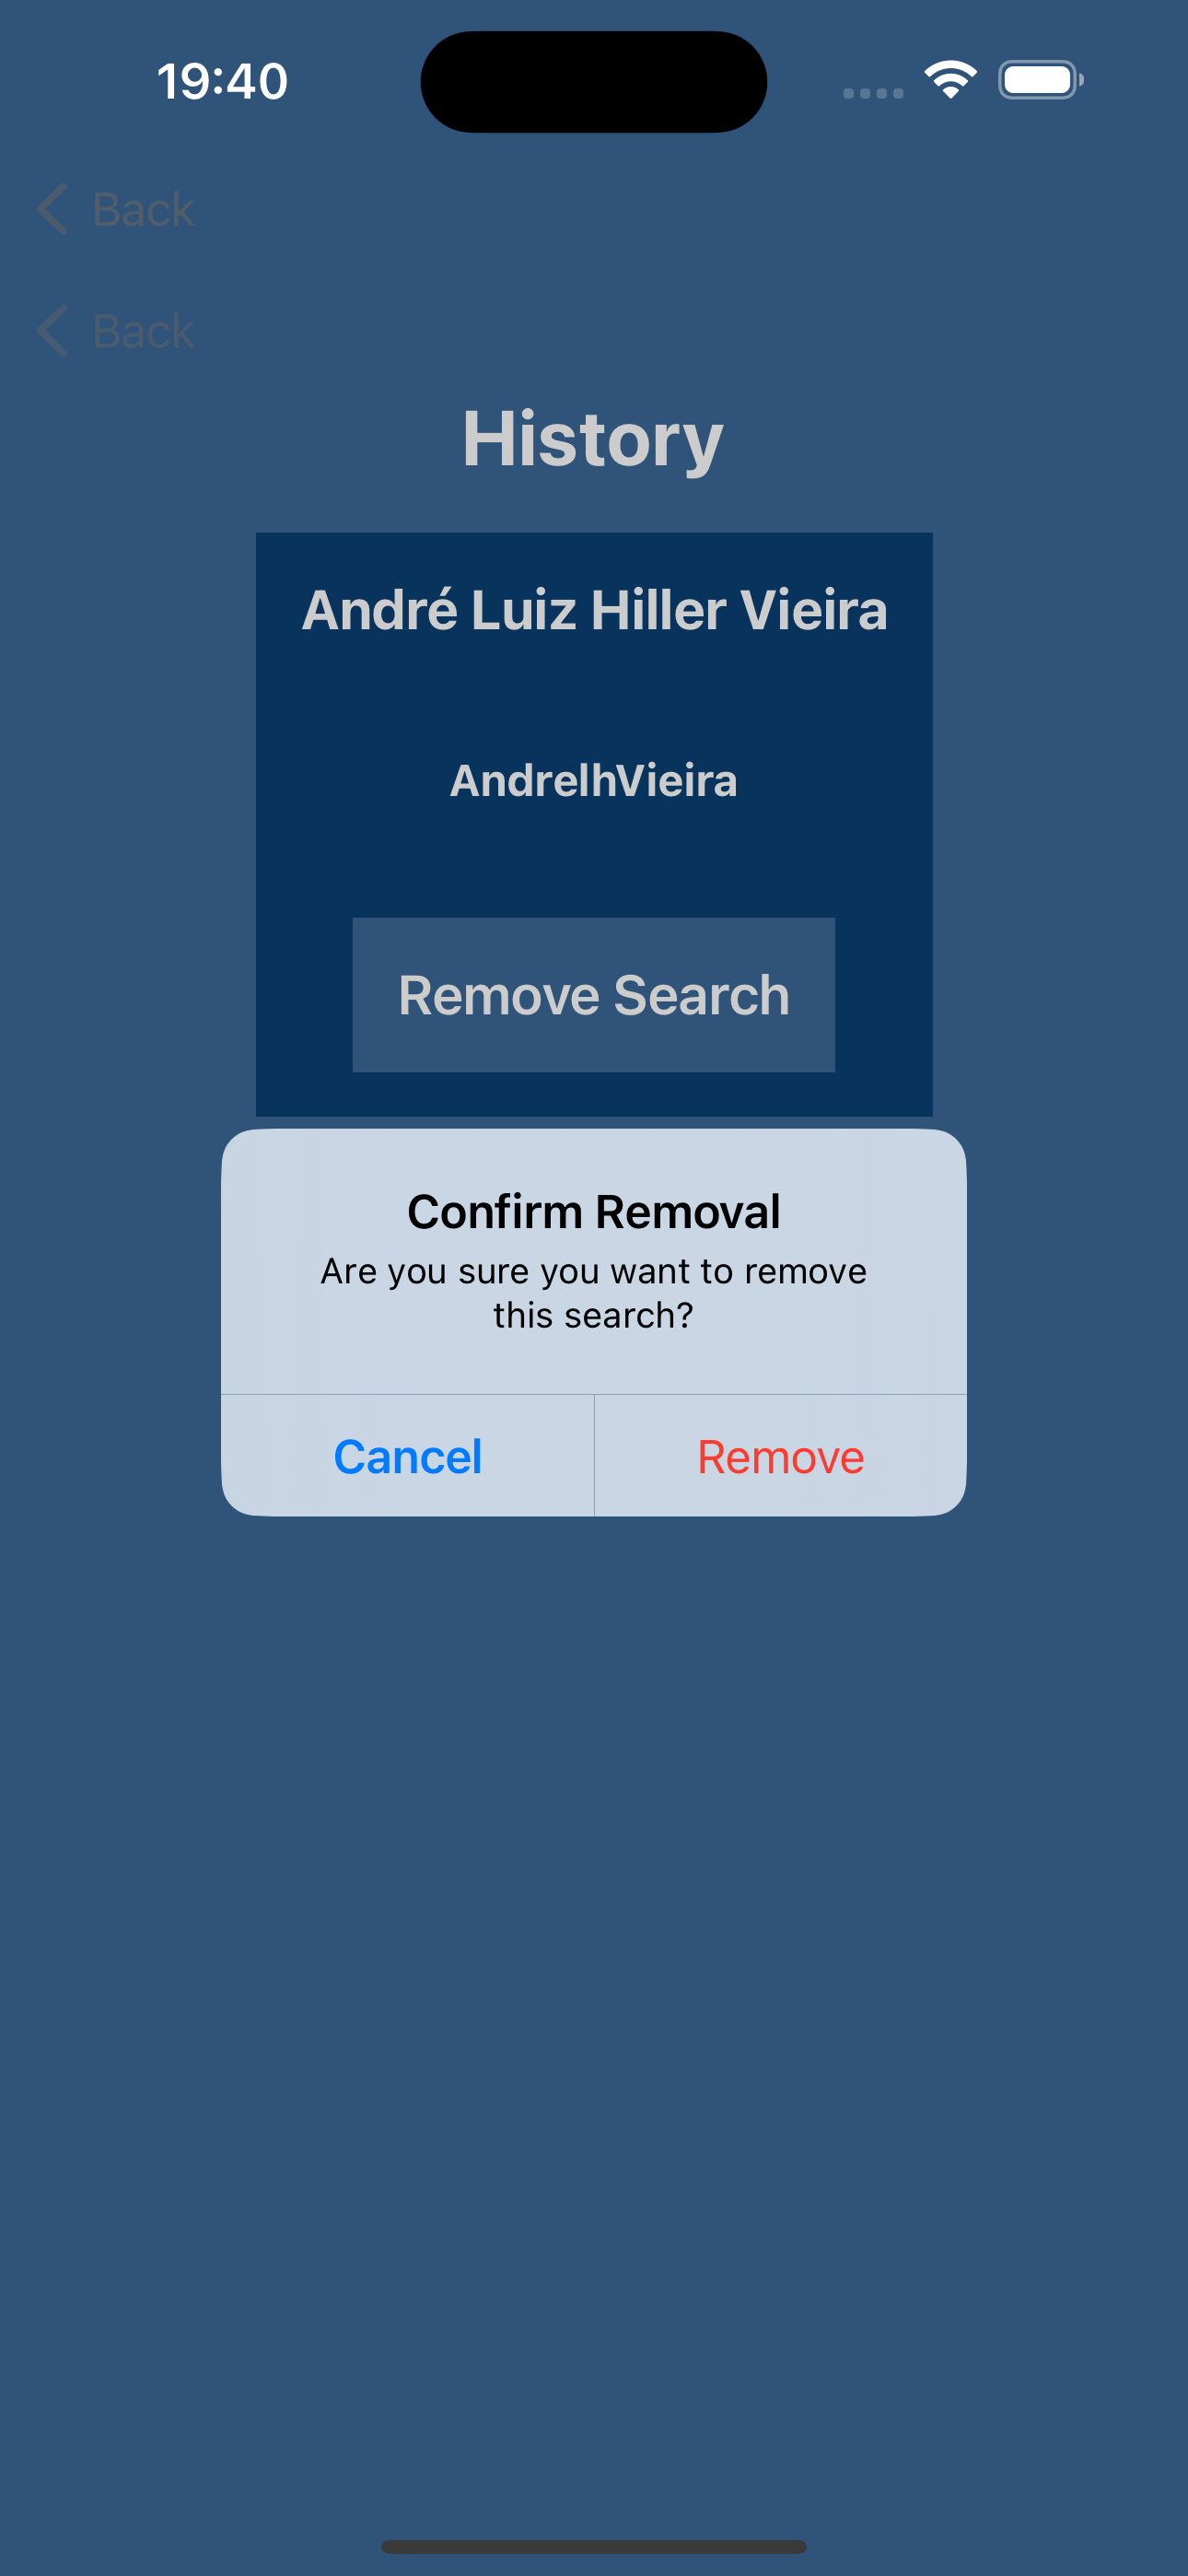 19:40
Back
Back
History
André Luiz Hiller Vieira
AndrelhVieira
Remove Search
Confirm Removal
Are you sure you want to remove
this search?
Cancel
Remove